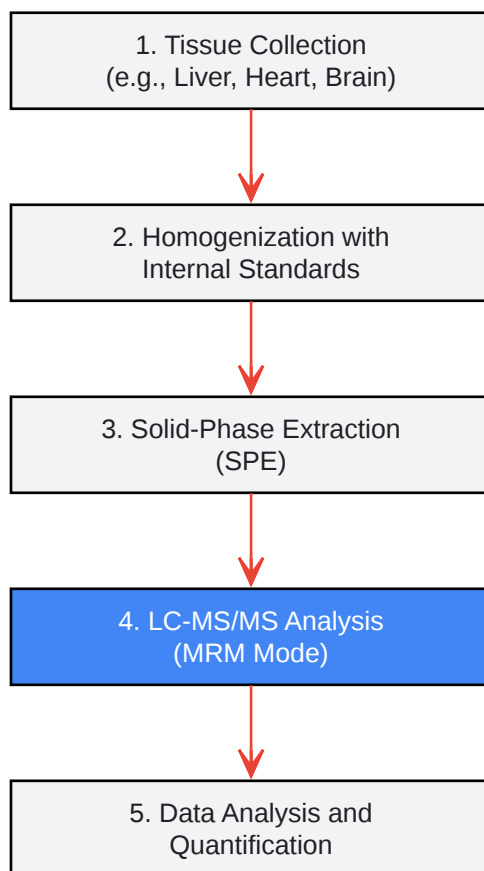 1. Tissue Collection
(e.g., Liver, Heart, Brain)
2. Homogenization with
Internal Standards
3. Solid-Phase Extraction
(SPE)
4. LC-MS/MS Analysis
(MRM Mode)
5. Data Analysis and
Quantification